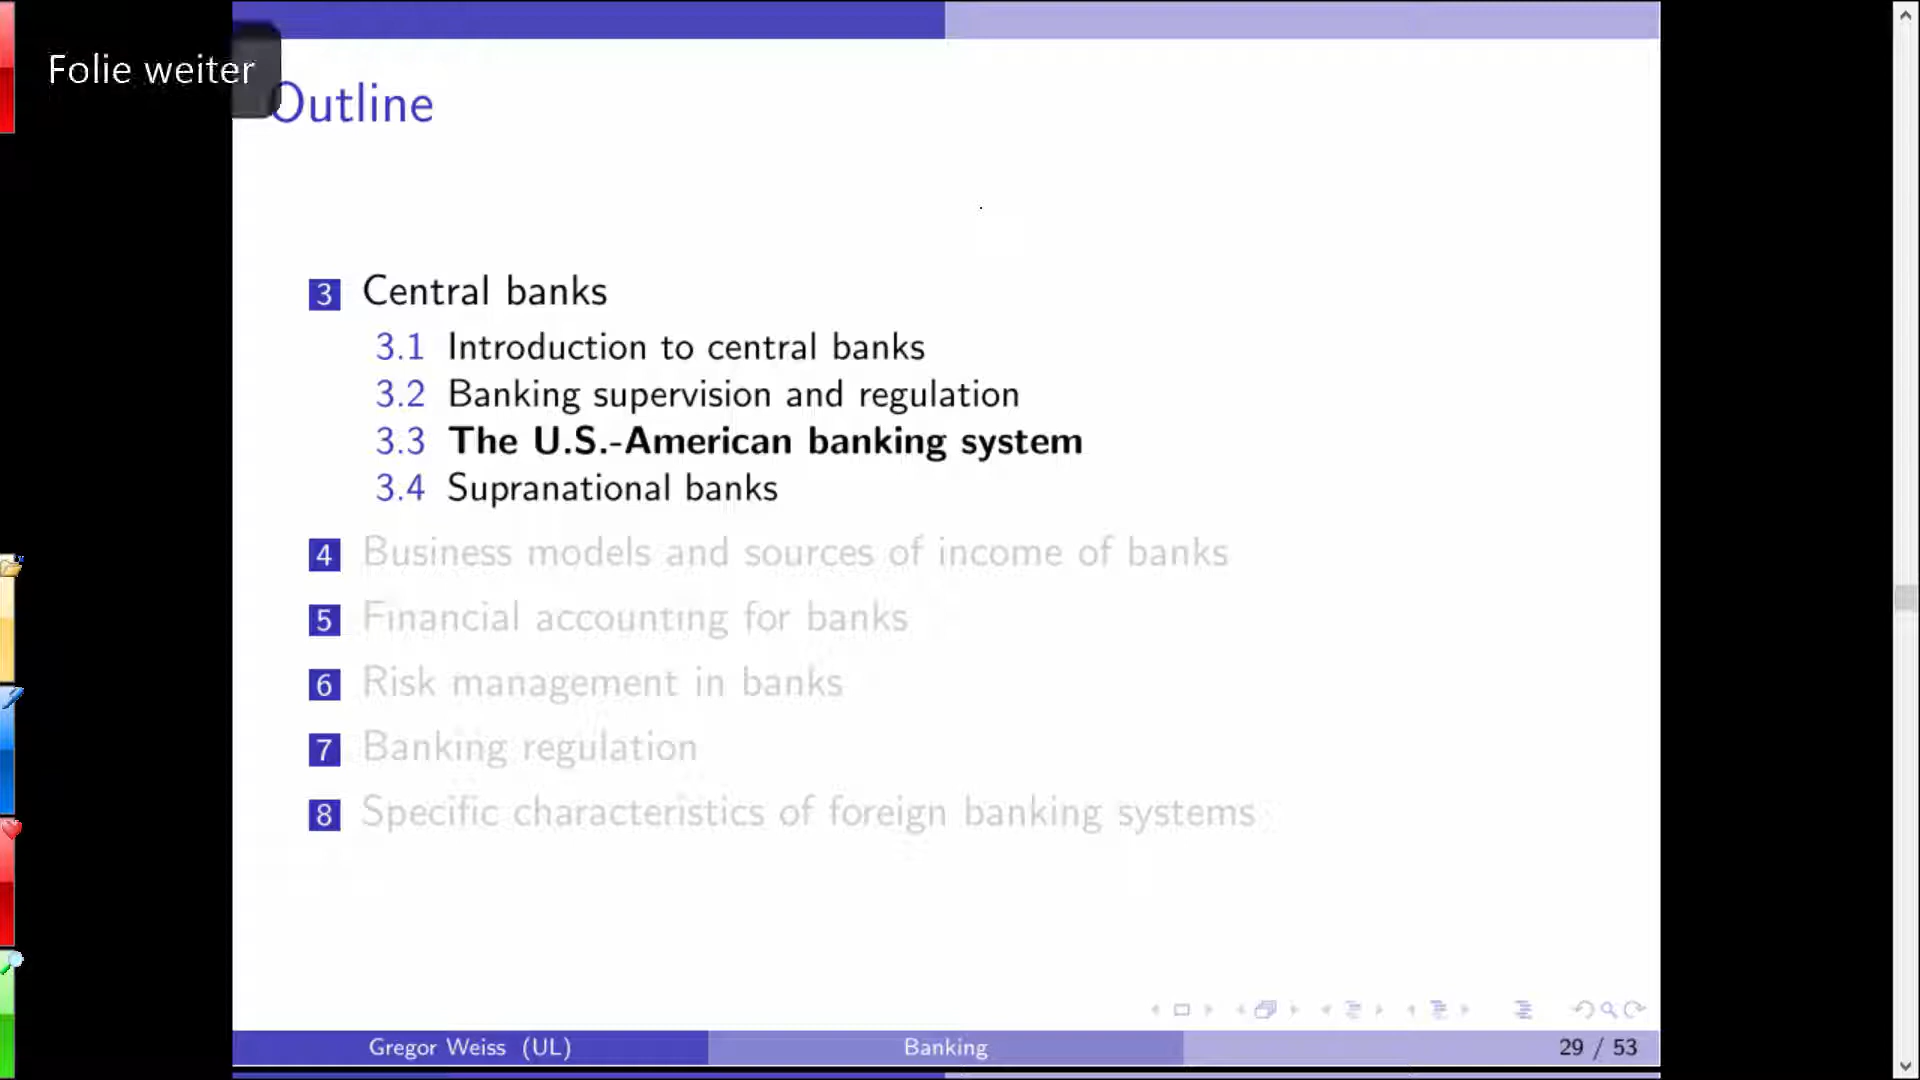 Folie weiter
Outline
3 Central banks
3.1 Introduction to central banks
3.2 Banking supervision and regulation
3.3 The U.S.-American banking system
3.4 Supranational banks
4 Business models and sources of income of banks
5 Financial accounting for banks
6 Risk management in banks
7 Banking regulation
8 Specific characteristics of foreign banking systems
Gregor Weiss (UL) Banking 29 / 53